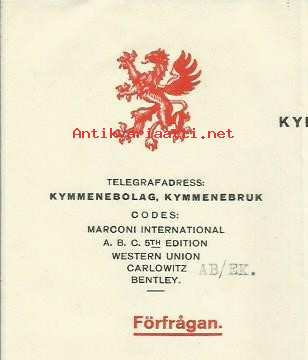 Antikvariaatti.net
KY
TELEGRAFADRESS:
KYMMENEBOLAG, KYMMENEBRUK
CODES:
MARCONI INTERNATIONAL
A. B. C. 5TH EDITION
WESTERN UNION
CARLOWITZ
AB/EK.
BENTLEY.
Förfrågan.